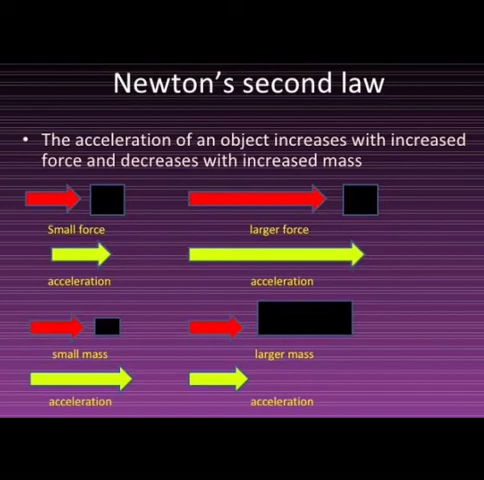 Newton's second law
• The acceleration of an object increases with increased
force and decreases with increased mass
Small force
larger force
acceleration
acceleration
small mass
larger mass
acceleration
acceleration